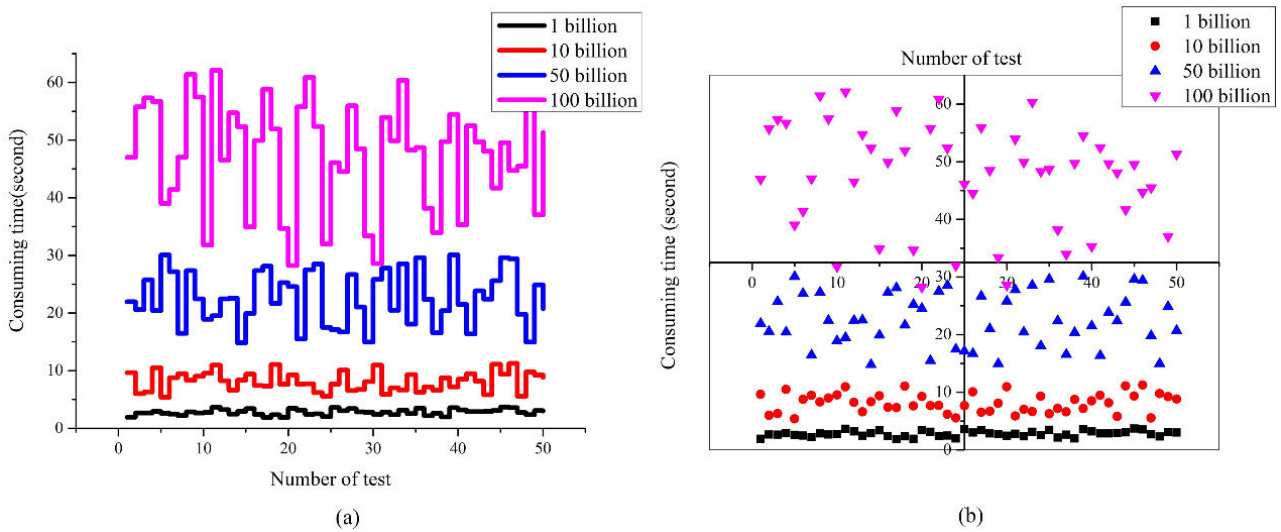 1 billion
10 billion
50 billion
100 billion
60
50
40
30
20
10
0
Consuming time(second)
0 10 20 30 40 50
Number of test
(a)
1 billion
10 billion
50 billion
100 billion
Number of test
60
50
40
30
20
10
0
Consuming time (second)
0 10 20 30 40 50
(b)